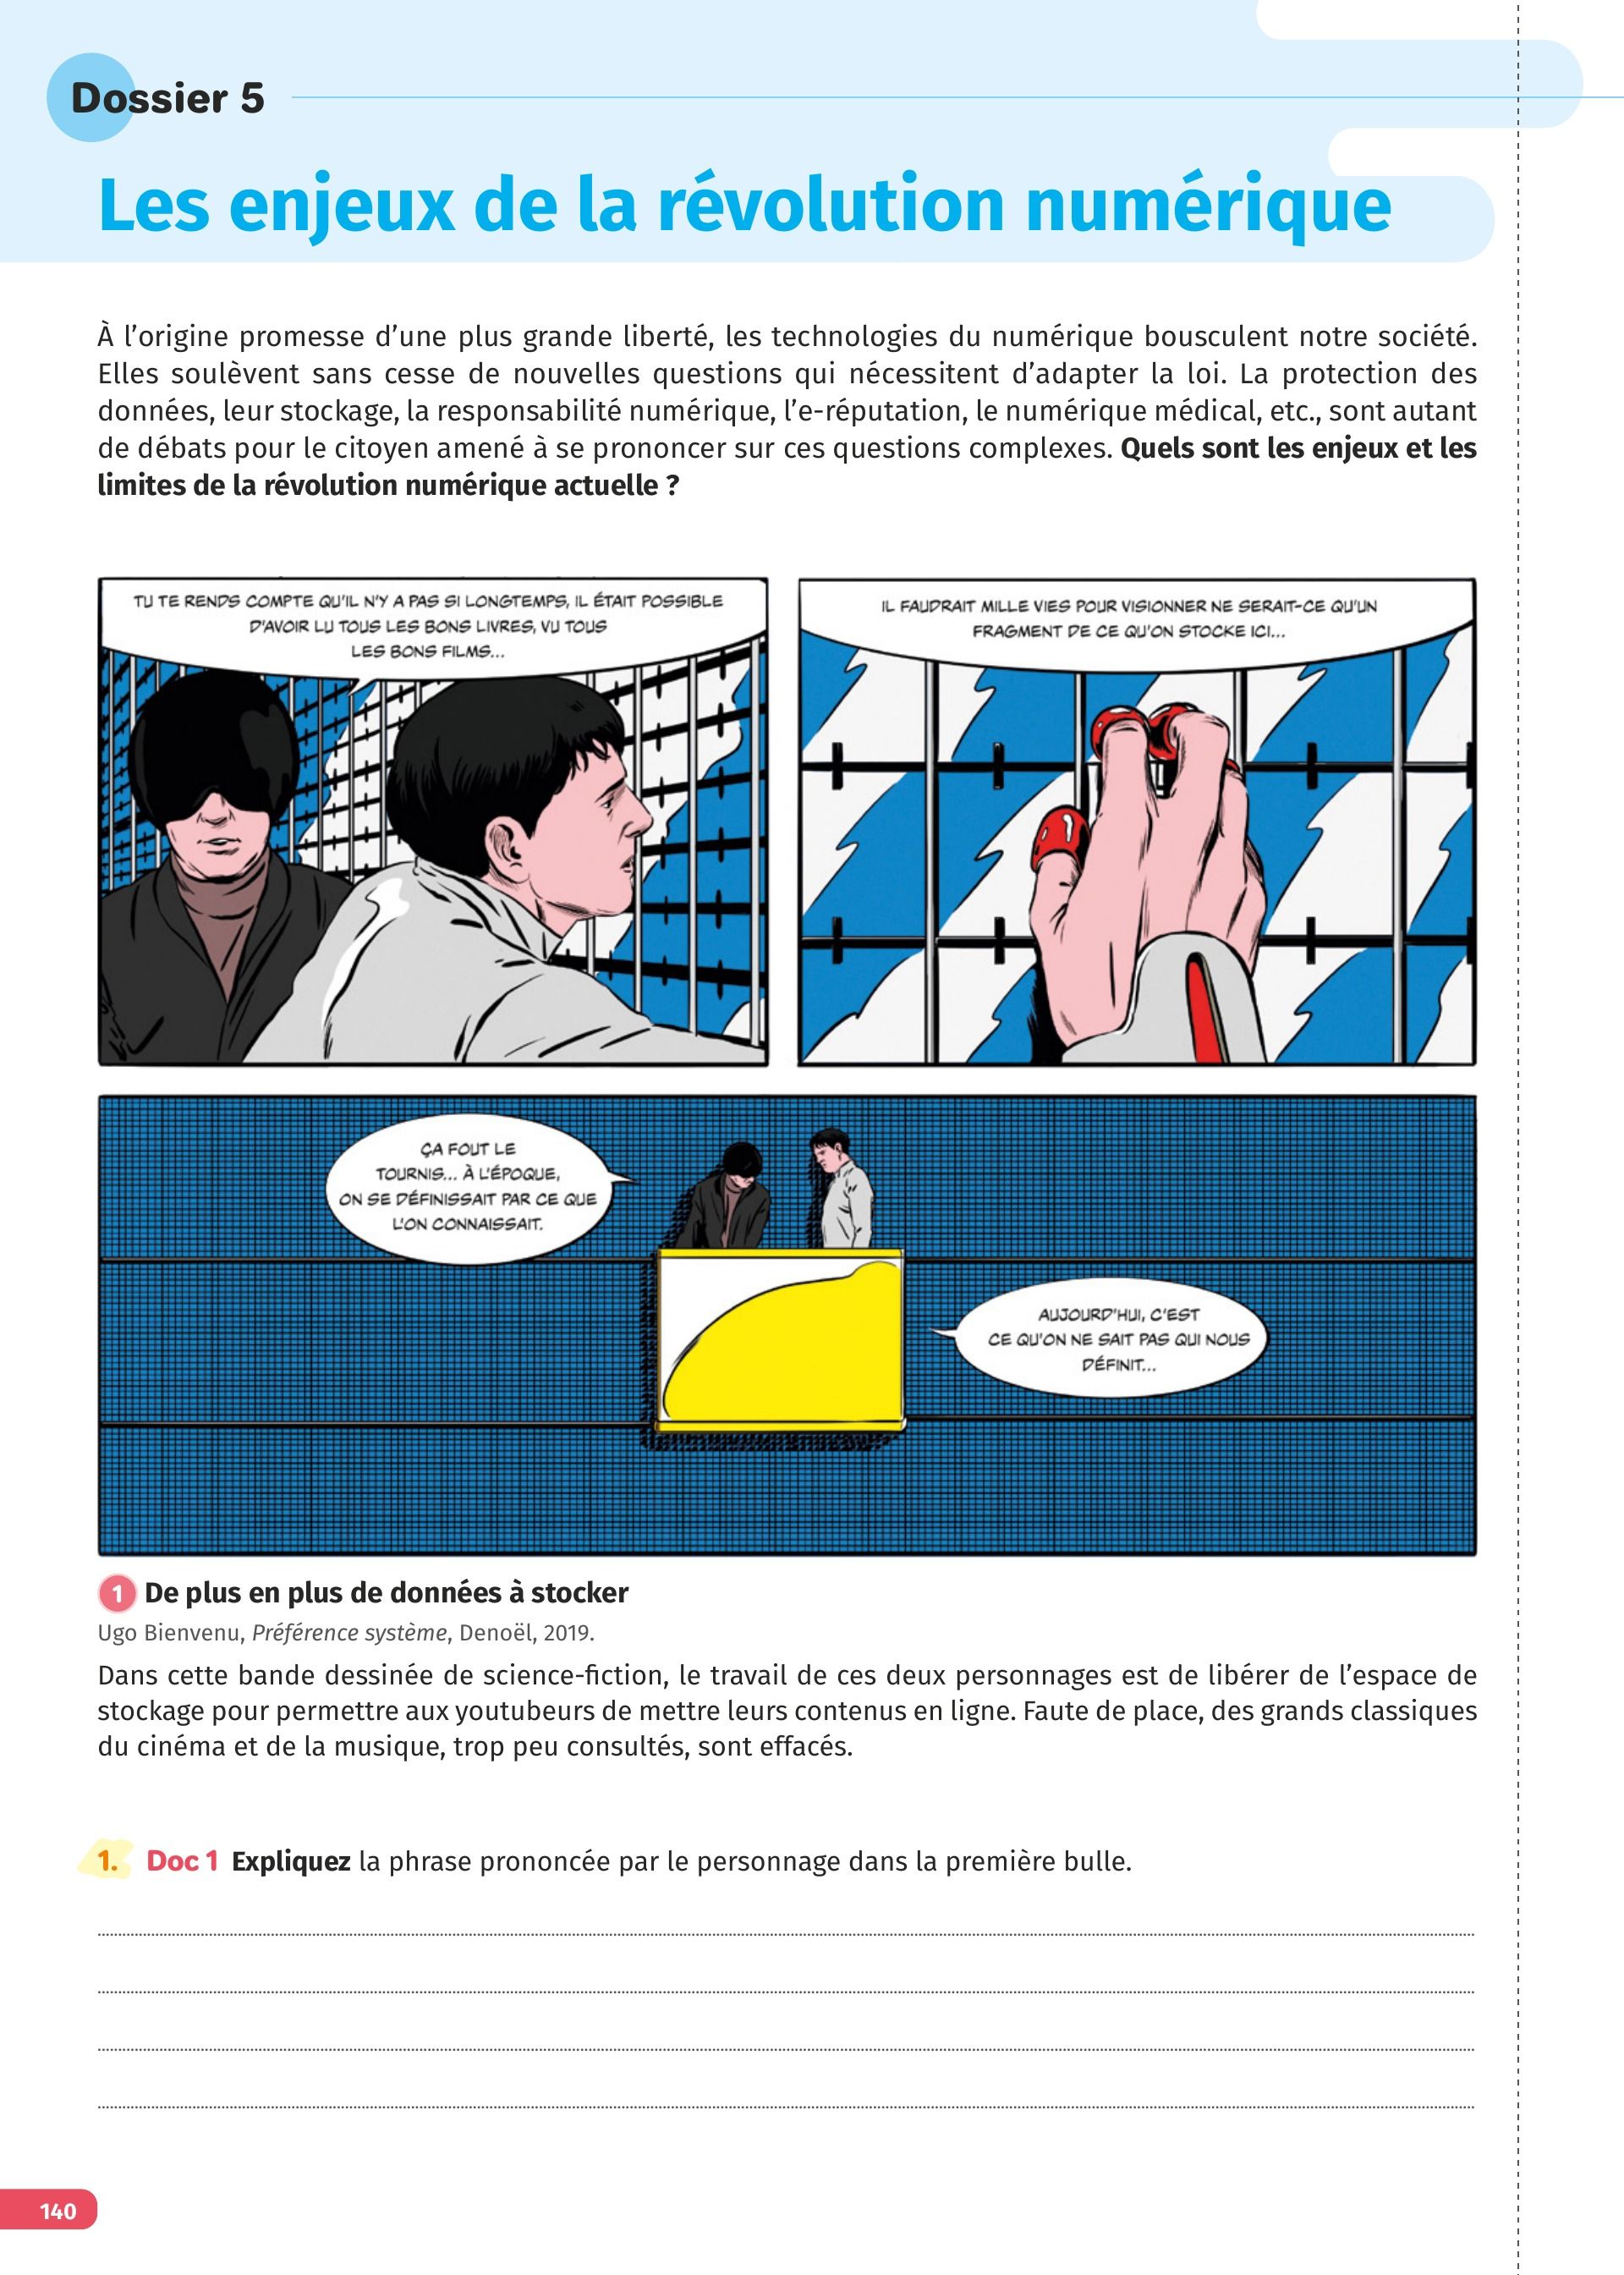 Dossier 5
Les enjeux de la révolution numérique
À l’origine promesse d’une plus grande liberté, les technologies du numérique bousculent notre société.
Elles soulèvent sans cesse de nouvelles questions qui nécessitent d’adapter la loi. La protection des
données, leur stockage, la responsabilité numérique, l’e-réputation, le numérique médical, etc., sont autant
de débats pour le citoyen amené à se prononcer sur ces questions complexes. Quels sont les enjeux et les
limites de la révolution numérique actuelle ?
TU TE RENDS COMPTE QU'IL N'Y A PAS SI LONGTEMPS, IL ÉTAIT POSSIBLE
D'AVOIR LU TOUS LES BONS LIVRES, VU TOUS
LES BONS FILMS...
IL FAUDRAIT MILLE VIES POUR VISIONNER NE SERAIT-CE QU'UN
FRAGMENT DE CE QU'ON STOCKE ICI...
ÇA FOUT LE
TOURNIS... À L'ÉPOQUE,
ON SE DÉFINISSAIT PAR CE QUE
L'ON CONNAISSAIT.
AUJOURD'HUI, C'EST
CE QU'ON NE SAIT PAS QUI NOUS
DÉFINIT...
1 De plus en plus de données à stocker
Ugo Bienvenu, Préférence système, Denoël, 2019.
Dans cette bande dessinée de science-fiction, le travail de ces deux personnages est de libérer de l’espace de
stockage pour permettre aux youtubeurs de mettre leurs contenus en ligne. Faute de place, des grands classiques
du cinéma et de la musique, trop peu consultés, sont effacés.
1. Doc 1 Expliquez la phrase prononcée par le personnage dans la première bulle.
140